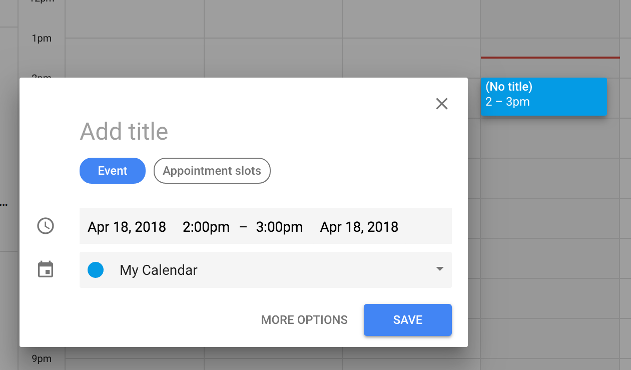 12pm
1pm
(No title)
2 – 3pm
Add title
Event
Appointment slots
Apr 18, 2018 2:00pm – 3:00pm Apr 18, 2018
My Calendar
MORE OPTIONS
SAVE
9pm